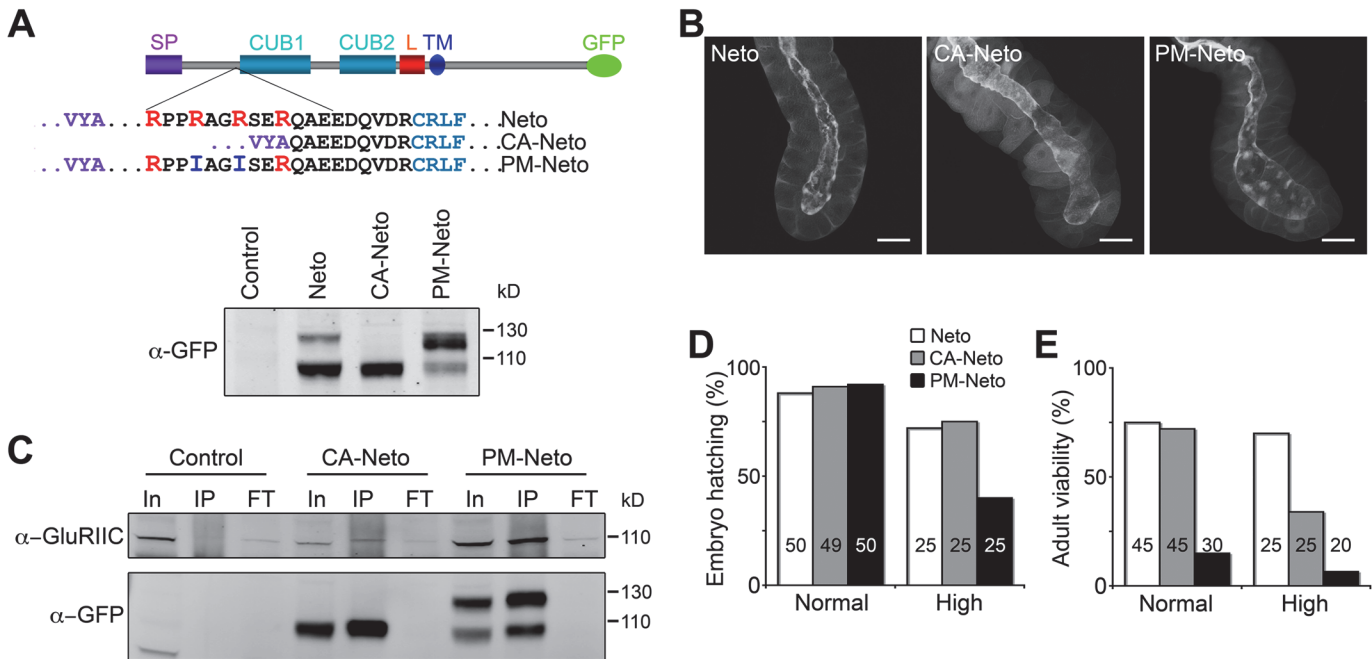 A
SP CUB1 CUB2 L TM GFP
..VYA...RPPRAGRSERQAEEDQVDRCRLF...Neto
...VYAQAEEDQVDRCRLF...CA-Neto
..VYA...RPPIAGISERQAEEDQVDRCRLF...PM-Neto
Control Neto CA-Neto PM-Neto kD
α-GFP
130
110
B
Neto CA-Neto PM-Neto
C
Control CA-Neto PM-Neto
In IP FT In IP FT In IP FT kD
α-GluRIIC 110
α-GFP
130
110
D
Neto
CA-Neto
PM-Neto
Embryo hatching (%)
100
50
0
50 49 50 25 25 25
Normal High
E
Adult viability (%)
100
50
0
45 45 30 25 25 20
Normal High